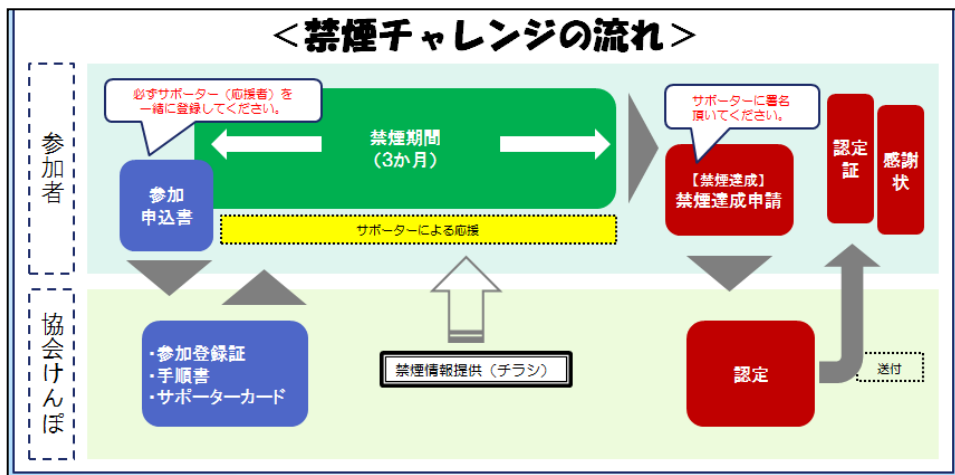 ＜禁煙チャレンジの流れ＞
参加者
必ずサポーター（応援者）を
一緒に登録してください。
禁煙期間
（3か月）
参加
申込書
サポーターによる応援
サポーターに署名
頂いてください。
【禁煙達成】
禁煙達成申請
認定
証
感謝
状
協会けんぽ
・参加登録証
・手順書
・サポーターカード
禁煙情報提供（チラシ）
認定
送付